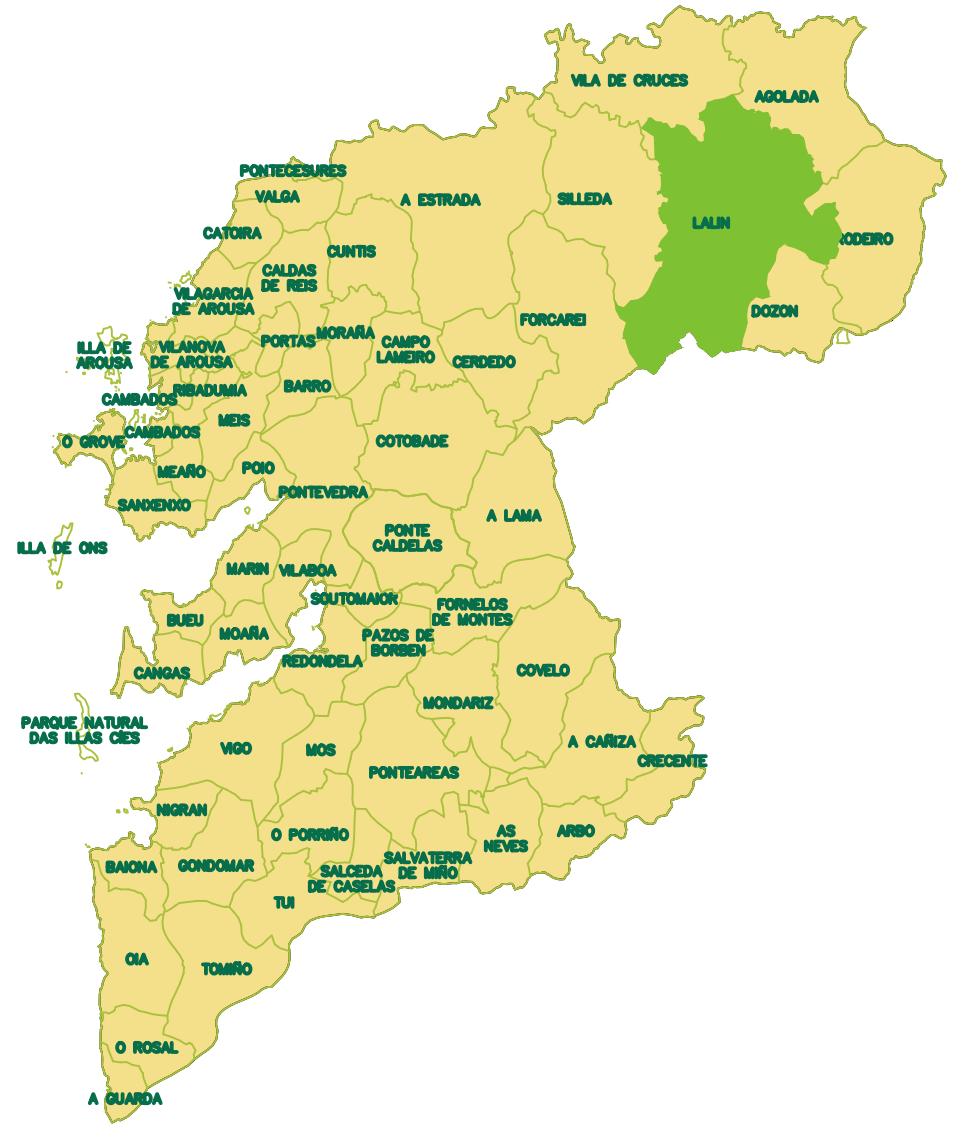 VILA DE CRUCES
AGOLADA
PONTECESURES
VALGA
A ESTRADA
SILLEDA
LALIN
CATOIRA
RODEIRO
CUNTIS
CALDAS
DE REIS
VILAGARCIA
DE AROUSA
DOZON
FORCAREI
MORAÑA
PORTAS
CAMPO
LAMEIRO
ILLA DE
AROUSA
VILANOVA
DE AROUSA
CERDEDO
BARRO
RIBADUMIA
CAMBADOS
MEIS
CAMBADOS
O GROVE
COTOBADE
POIO
MEAÑO
PONTEVEDRA
SANXENXO
A LAMA
PONTE
CALDELAS
ILLA DE ONS
MARIN
VILABOA
SOUTOMAIOR
FORNELOS
DE MONTES
BUEU
MOAÑA
PAZOS DE
BORBEN
REDONDELA
CANGAS
COVELO
MONDARIZ
PARQUE NATURAL
DAS ILLAS CÍES
VIGO
MOS
A CAÑIZA
CRECENTE
PONTEAREAS
NIGRAN
O PORRIÑO
AS
NEVES
ARBO
BAIONA
GONDOMAR
SALVATERRA
DE MIÑO
SALCEDA
DE CASELAS
TUI
OIA
TOMIÑO
O ROSAL
A GUARDA